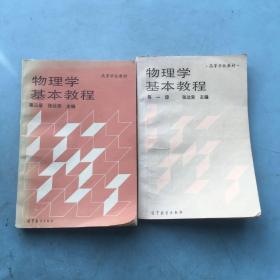 高等学校教材
物理学
基本教程
第三册 张达宋 主编
高等教育出版社
高等学校教材
物理学
基本教程
第一册 张达宋 主编
高等教育出版社